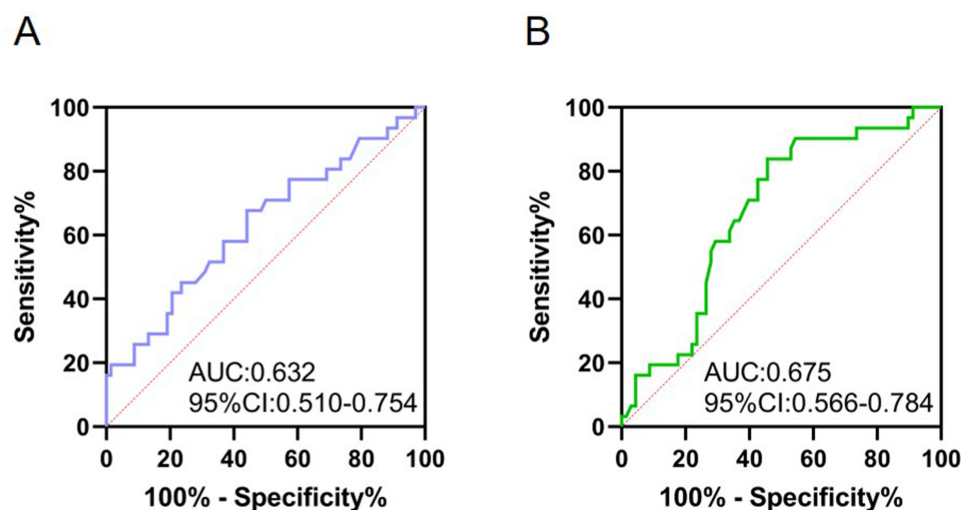 A
B
100
80
60
40
20
0
Sensitivity%
AUC:0.632
95%CI:0.510-0.754
0 20 40 60 80 100
100% - Specificity%
100
80
60
40
20
0
Sensitivity%
AUC:0.675
95%CI:0.566-0.784
0 20 40 60 80 100
100% - Specificity%